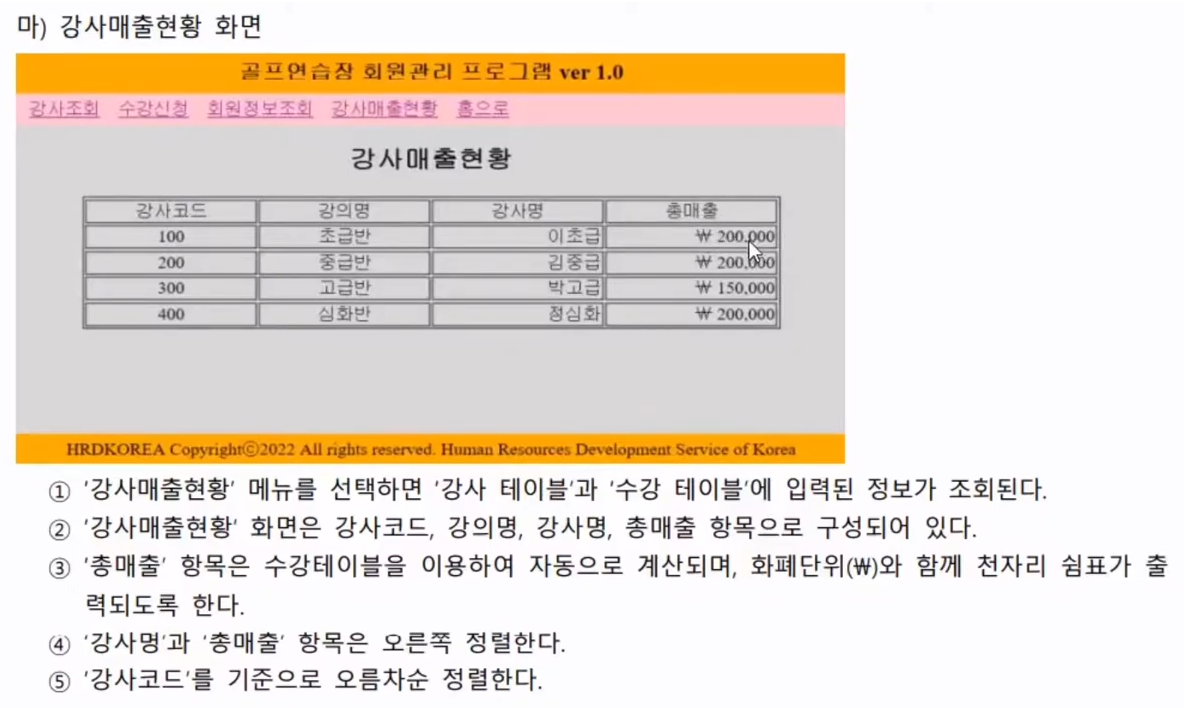 마) 강사매출현황 화면
골프연습장 회원관리 프로그램 ver 1.0
강사조회 수강신청 회원정보조회 강사매출현황 홈으로
강사매출현황
강사코드 강의명 강사명 총매출
100 초급반 이초급 ₩ 200,000
200 중급반 김중급 ₩ 200,000
300 고급반 박고급 ₩ 150,000
400 심화반 정심화 ₩ 200,000
HRDKOREA Copyrightⓒ2022 All rights reserved. Human Resources Development Service of Korea
① '강사매출현황' 메뉴를 선택하면 '강사 테이블'과 '수강 테이블'에 입력된 정보가 조회된다.
② '강사매출현황' 화면은 강사코드, 강의명, 강사명, 총매출 항목으로 구성되어 있다.
③ '총매출' 항목은 수강테이블을 이용하여 자동으로 계산되며, 화폐단위(₩)와 함께 천자리 쉼표가 출
력되도록 한다.
④ '강사명'과 '총매출' 항목은 오른쪽 정렬한다.
⑤ '강사코드'를 기준으로 오름차순 정렬한다.